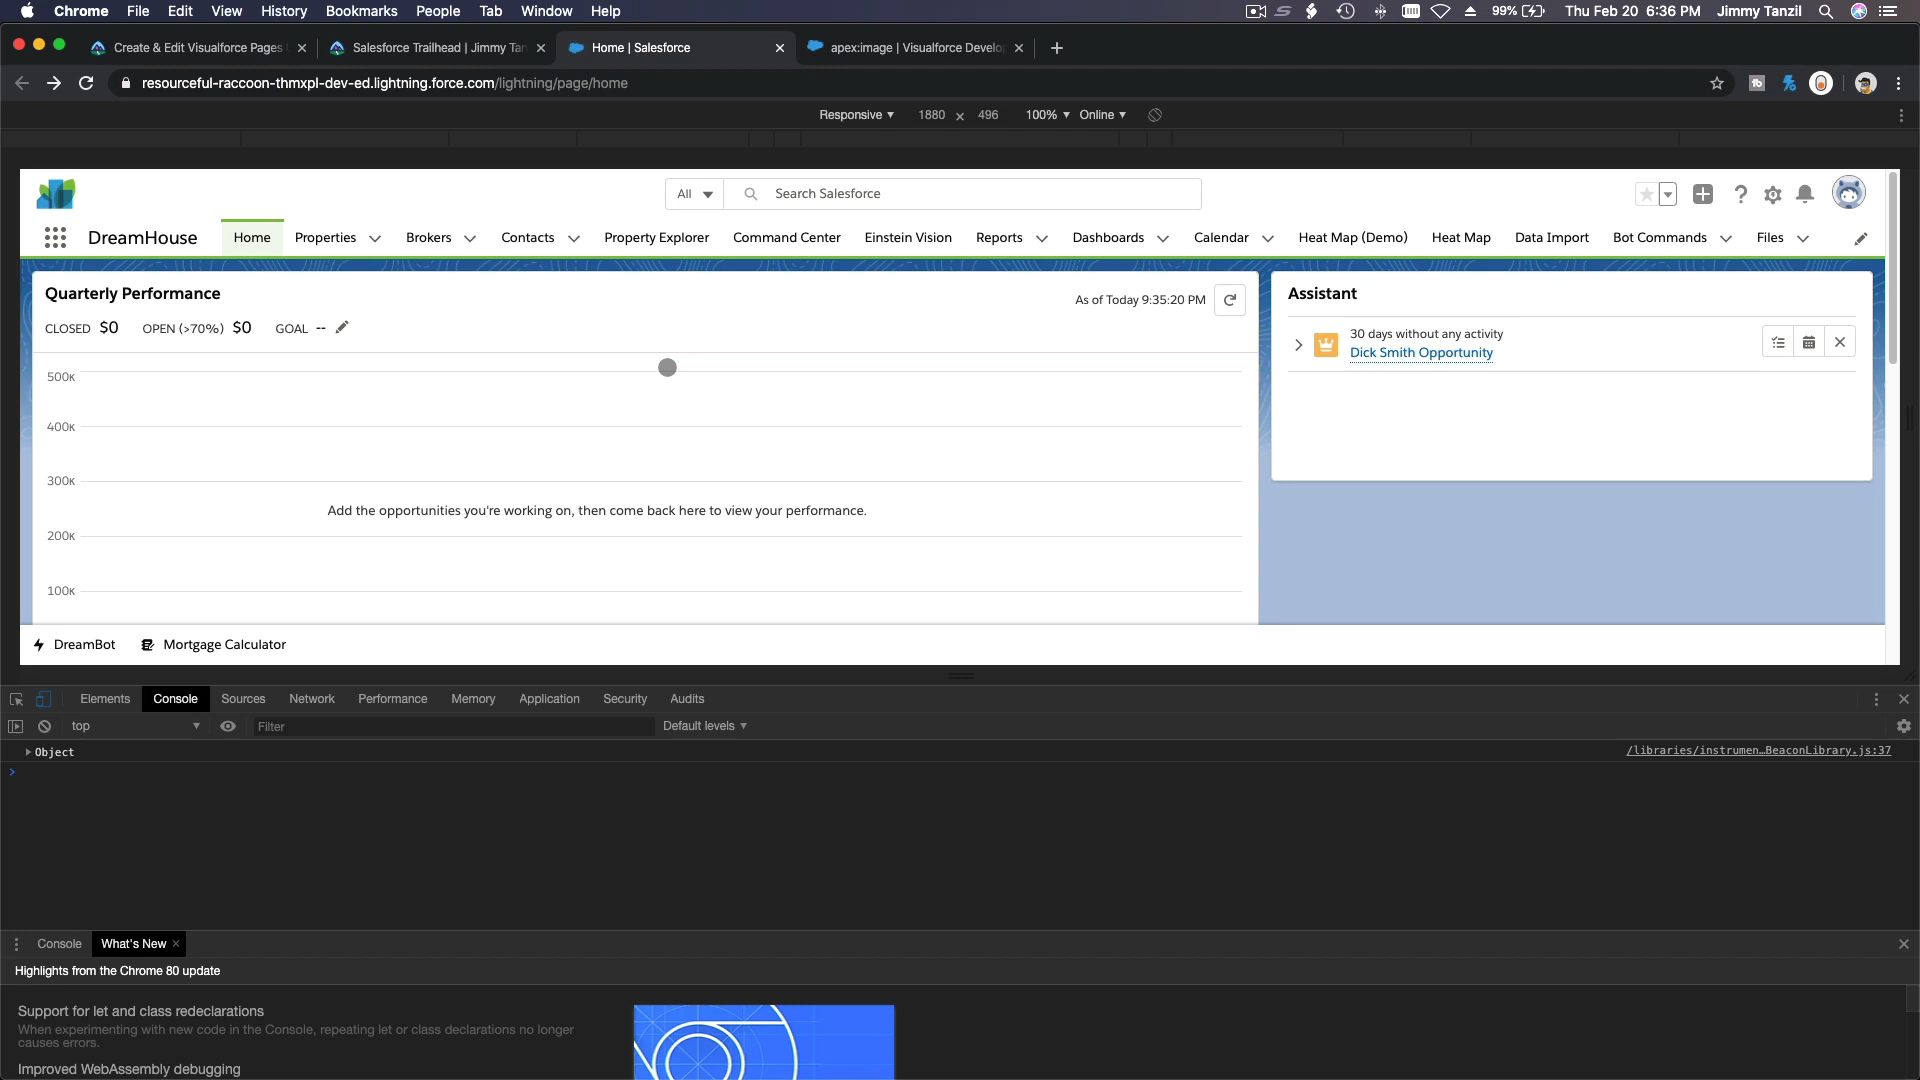 Chrome File Edit View History Bookmarks People Tab Window Help 99% Thu Feb 20 6:36 PM Jimmy Tanzil
Create & Edit Visualforce Pages Salesforce Trailhead | Jimmy Tan Home | Salesforce apex:image | Visualforce Develop
resourceful-raccoon-thmxpl-dev-ed.lightning.force.com/lightning/page/home
Responsive 1880 × 496 100% Online
All Search Salesforce
DreamHouse Home Properties Brokers Contacts Property Explorer Command Center Einstein Vision Reports Dashboards Calendar Heat Map (Demo) Heat Map Data Import Bot Commands Files
Quarterly Performance
As of Today 9:35:20 PM
CLOSED $0 OPEN (>70%) $0 GOAL --
500K
400K
300K
Add the opportunities you're working on, then come back here to view your performance.
200K
100K
Assistant
30 days without any activity
Dick Smith Opportunity
DreamBot Mortgage Calculator
Elements Console Sources Network Performance Memory Application Security Audits
top Filter Default levels
Object /libraries/instrumen…BeaconLibrary.js:37
Console What's New
Highlights from the Chrome 80 update
Support for let and class redeclarations
When experimenting with new code in the Console, repeating let or class declarations no longer
causes errors.
Improved WebAssembly debugging